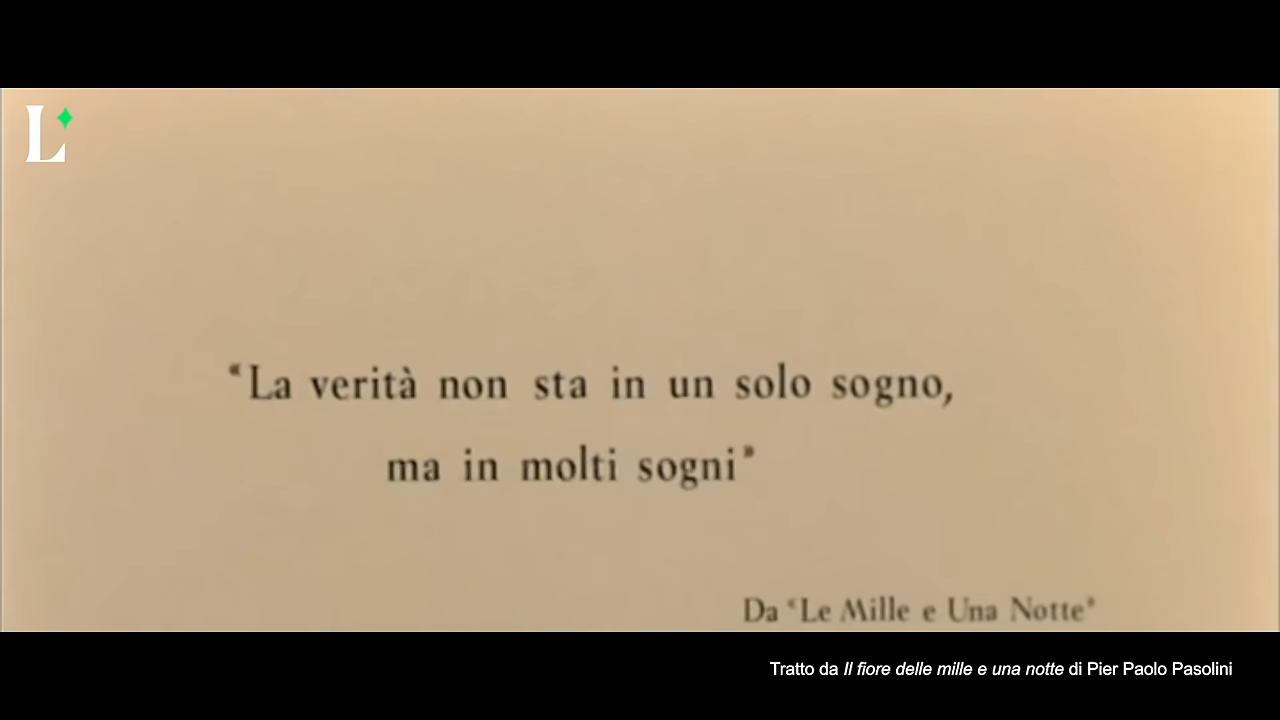 L
"La verità non sta in un solo sogno,
ma in molti sogni"
Da "Le Mille e Una Notte"
Tratto da Il fiore delle mille e una notte di Pier Paolo Pasolini